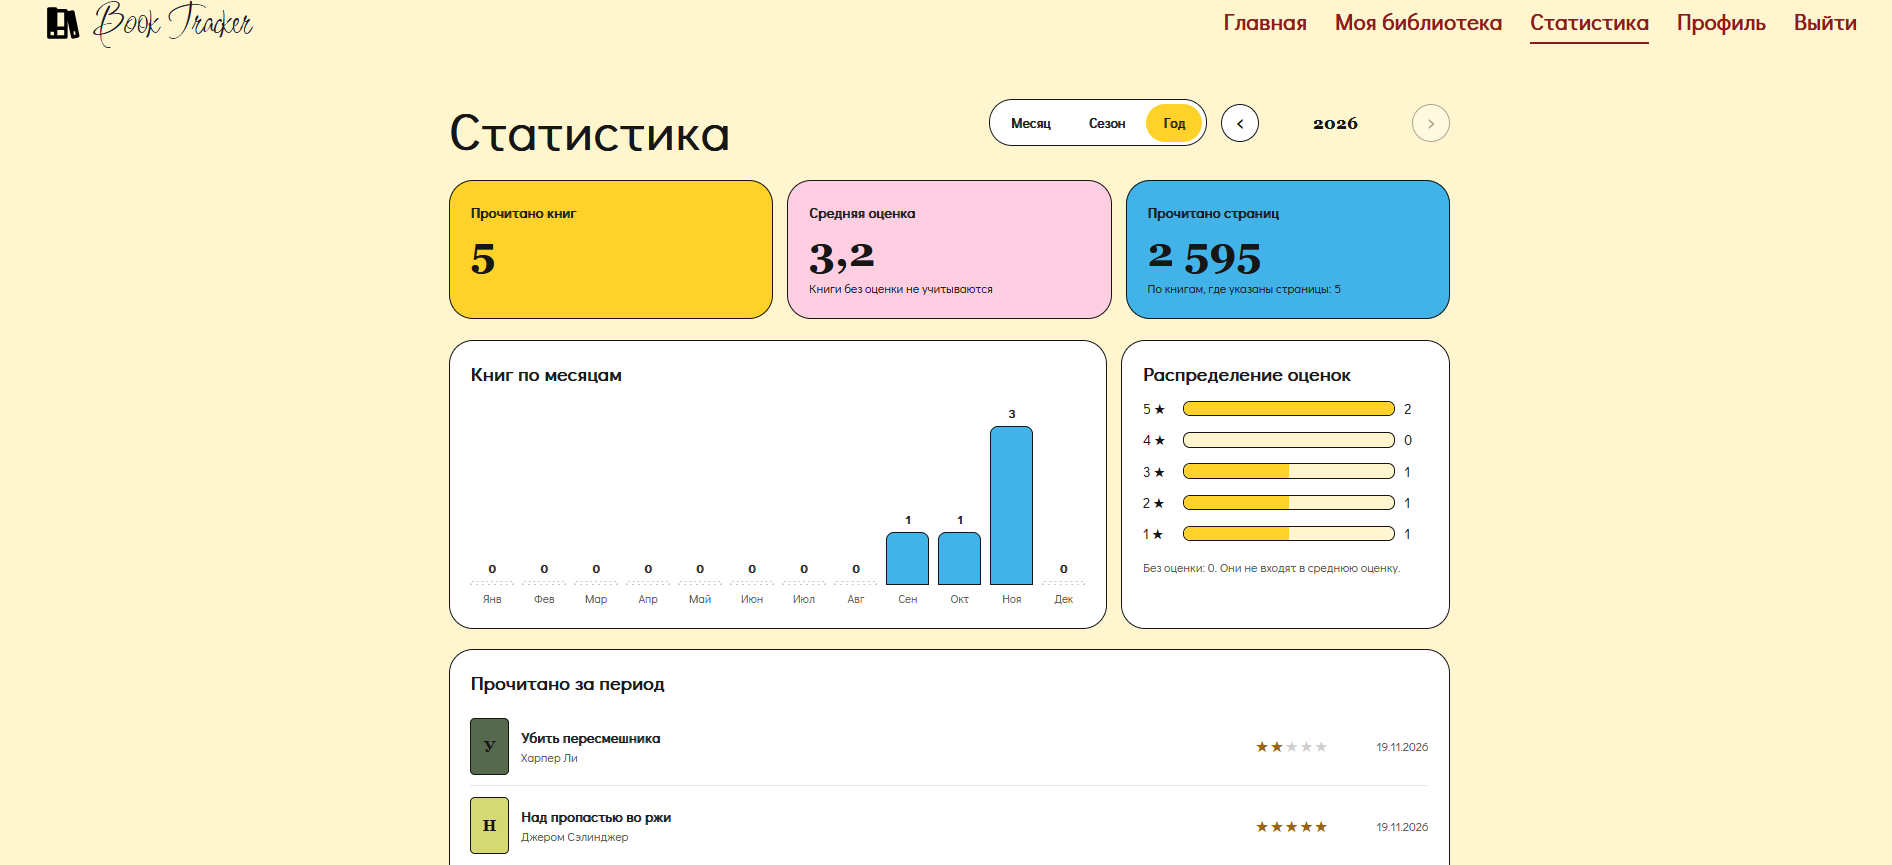 Book Tracker
Главная Моя библиотека Статистика Профиль Выйти
Статистика
Месяц Сезон Год ‹ 2026 ›
Прочитано книг
5
Средняя оценка
3,2
Книги без оценки не учитываются
Прочитано страниц
2 595
По книгам, где указаны страницы: 5
Книг по месяцам
0 0 0 0 0 0 0 0 1 1 3 0
Янв Фев Мар Апр Май Июн Июл Авг Сен Окт Ноя Дек
Распределение оценок
5 ★ 2
4 ★ 0
3 ★ 1
2 ★ 1
1 ★ 1
Без оценки: 0. Они не входят в среднюю оценку.
Прочитано за период
У
Убить пересмешника
Харпер Ли
★★★★★
19.11.2026
Н
Над пропастью во ржи
Джером Сэлинджер
★★★★★
19.11.2026